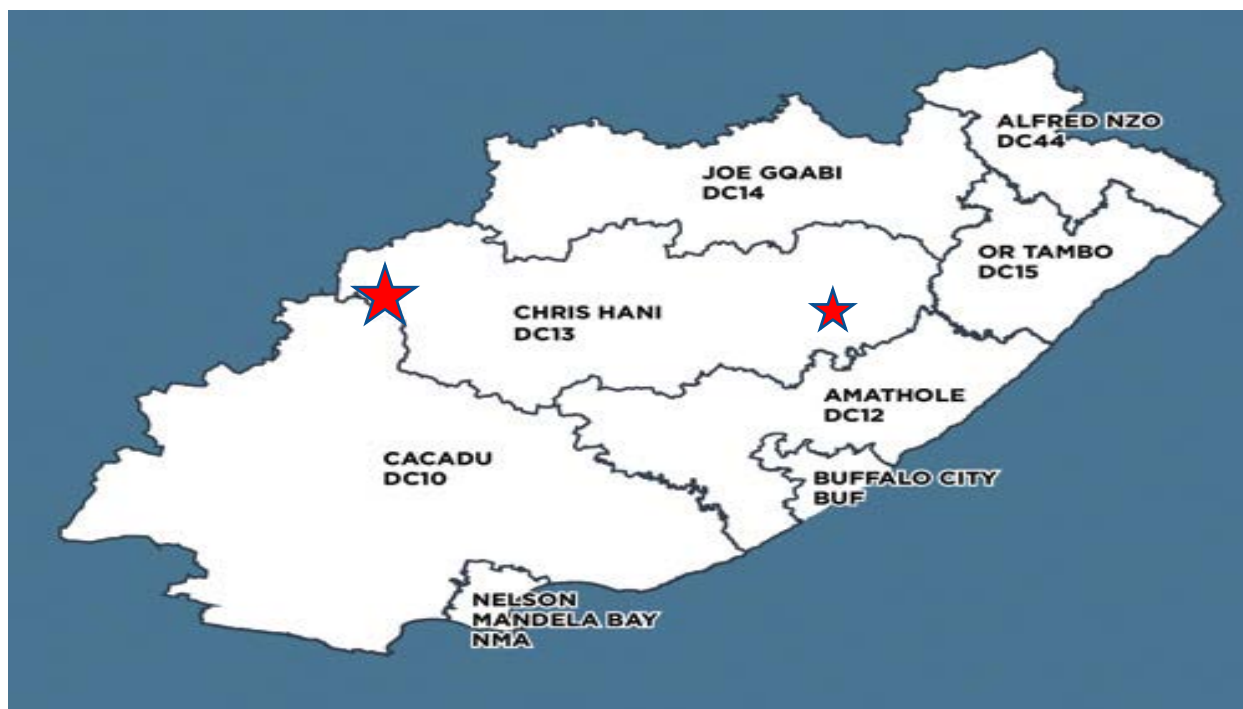 ALFRED NZO
DC44
JOE GQABI
DC14
OR TAMBO
DC15
CHRIS HANI
DC13
AMATHOLE
DC12
CACADU
DC10
BUFFALO CITY
BUF
NELSON
MANDELA BAY
NMA